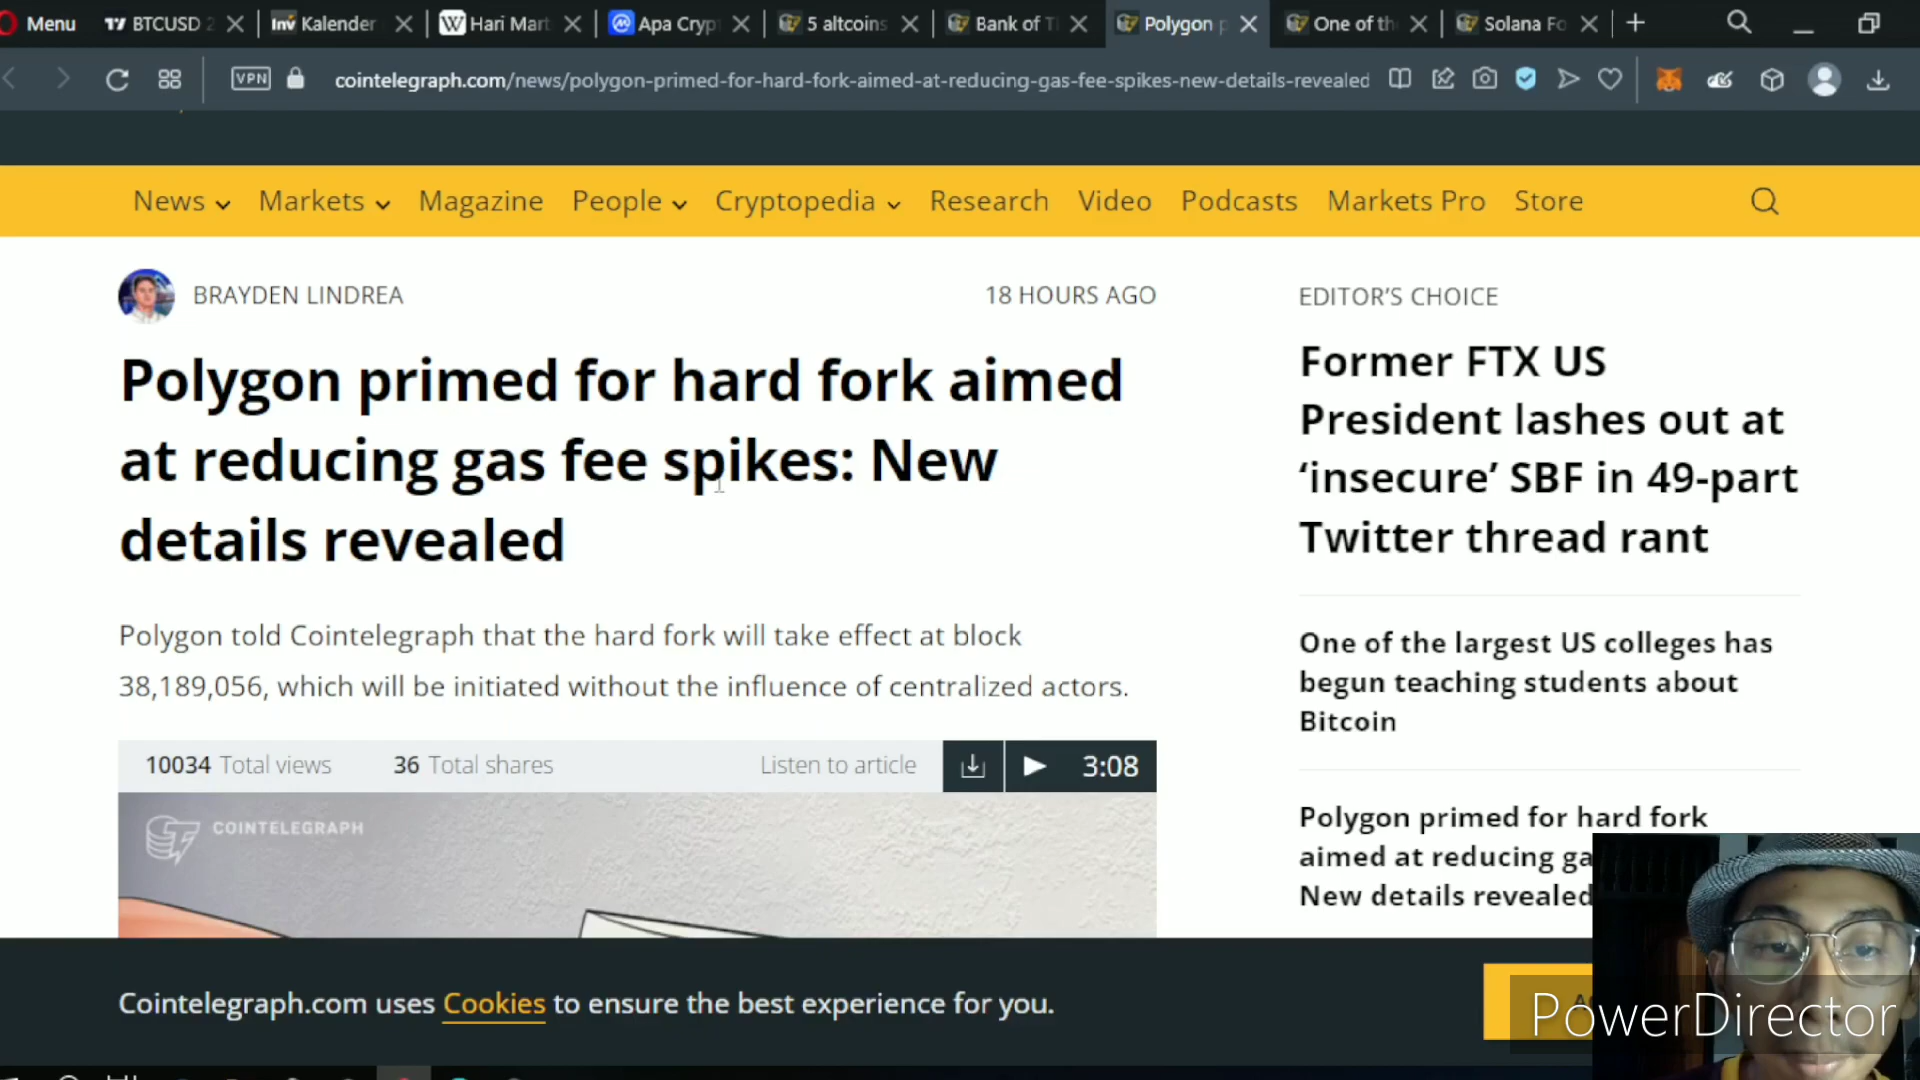 Menu
BTCUSD 2
Inv Kalender
W Hari Mart
Apa Cryp
5 altcoins
Bank of T
Polygon p
One of th
Solana Fo
VPN
cointelegraph.com/news/polygon-primed-for-hard-fork-aimed-at-reducing-gas-fee-spikes-new-details-revealed
News Markets Magazine People Cryptopedia Research Video Podcasts Markets Pro Store
BRAYDEN LINDREA
18 HOURS AGO
Polygon primed for hard fork aimed
at reducing gas fee spikes: New
details revealed
Polygon told Cointelegraph that the hard fork will take effect at block
38,189,056, which will be initiated without the influence of centralized actors.
10034 Total views 36 Total shares Listen to article 3:08
COINTELEGRAPH
EDITOR'S CHOICE
Former FTX US
President lashes out at
‘insecure’ SBF in 49-part
Twitter thread rant
One of the largest US colleges has
begun teaching students about
Bitcoin
Polygon primed for hard fork
aimed at reducing ga
New details revealed
Cointelegraph.com uses Cookies to ensure the best experience for you.
PowerDirector